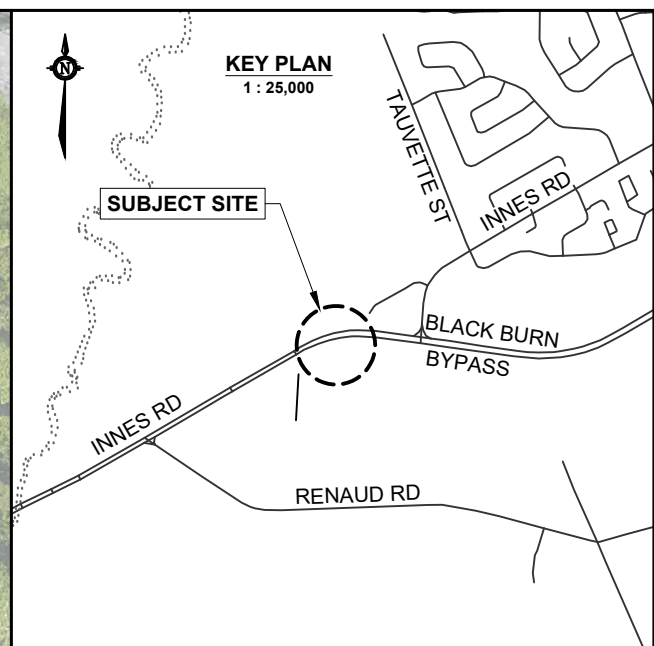 N
KEY PLAN
1 : 25,000
TAUVETTE ST
INNES RD
SUBJECT SITE
BLACK BURN
BYPASS
INNES RD
RENAUD RD